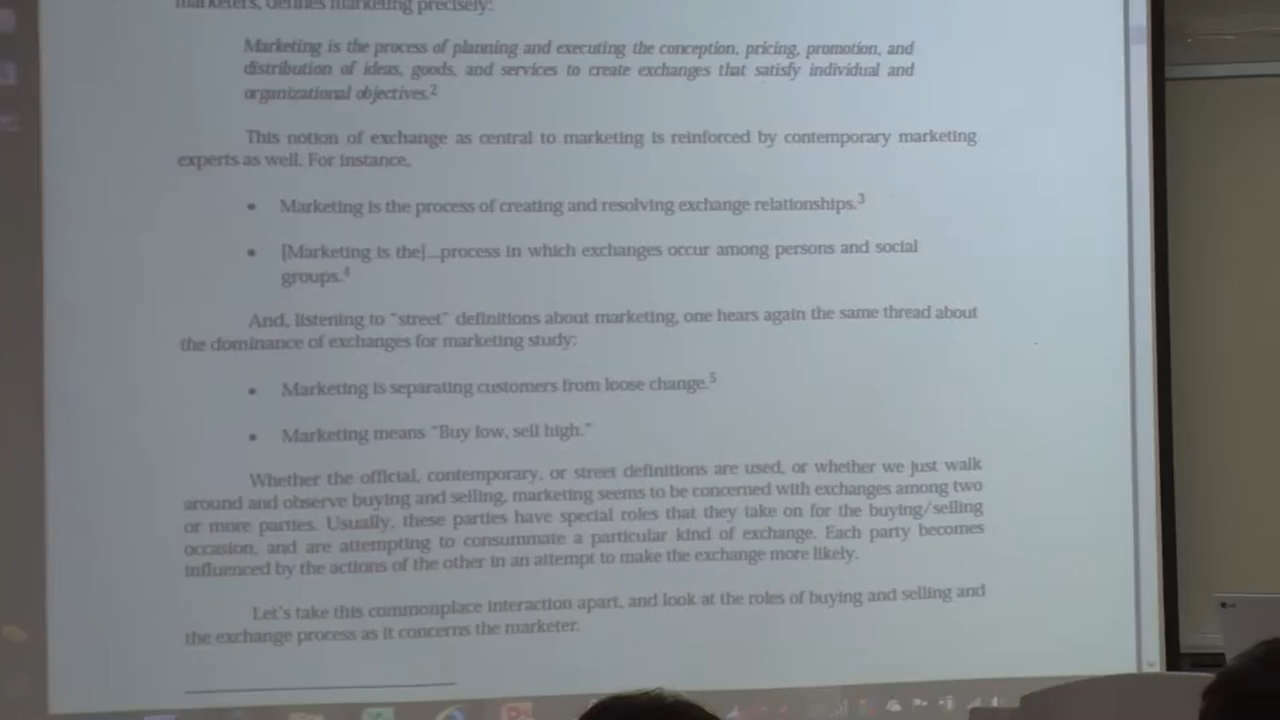 marketers, defines marketing precisely:
Marketing is the process of planning and executing the conception, pricing, promotion, and
distribution of ideas, goods, and services to create exchanges that satisfy individual and
organizational objectives.2
This notion of exchange as central to marketing is reinforced by contemporary marketing
experts as well. For instance,
• Marketing is the process of creating and resolving exchange relationships.3
• [Marketing is the]...process in which exchanges occur among persons and social
groups.4
And, listening to "street" definitions about marketing, one hears again the same thread about
the dominance of exchanges for marketing study:
• Marketing is separating customers from loose change.5
• Marketing means "Buy low, sell high."
Whether the official, contemporary, or street definitions are used, or whether we just walk
around and observe buying and selling, marketing seems to be concerned with exchanges among two
or more parties. Usually, these parties have special roles that they take on for the buying/selling
occasion, and are attempting to consummate a particular kind of exchange. Each party becomes
influenced by the actions of the other in an attempt to make the exchange more likely.
Let's take this commonplace interaction apart, and look at the roles of buying and selling and
the exchange process as it concerns the marketer.
LG